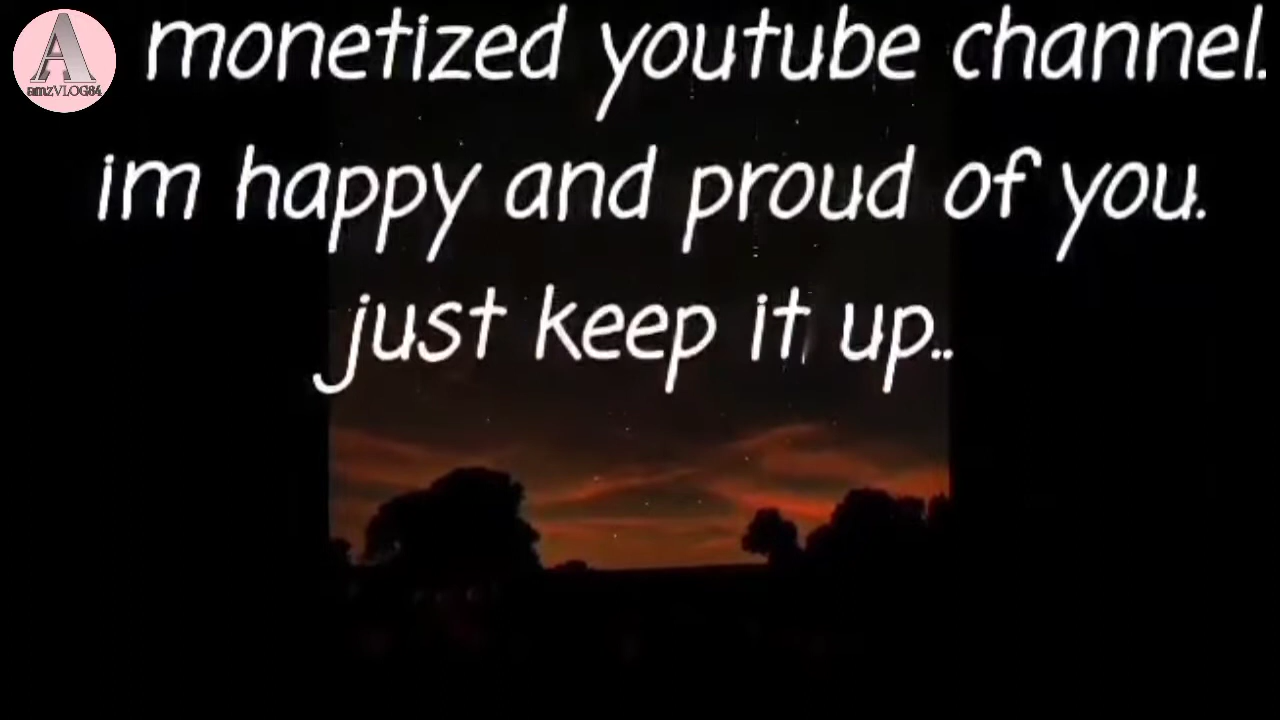 A
amzVLOG84
monetized youtube channel.
im happy and proud of you.
just keep it up..